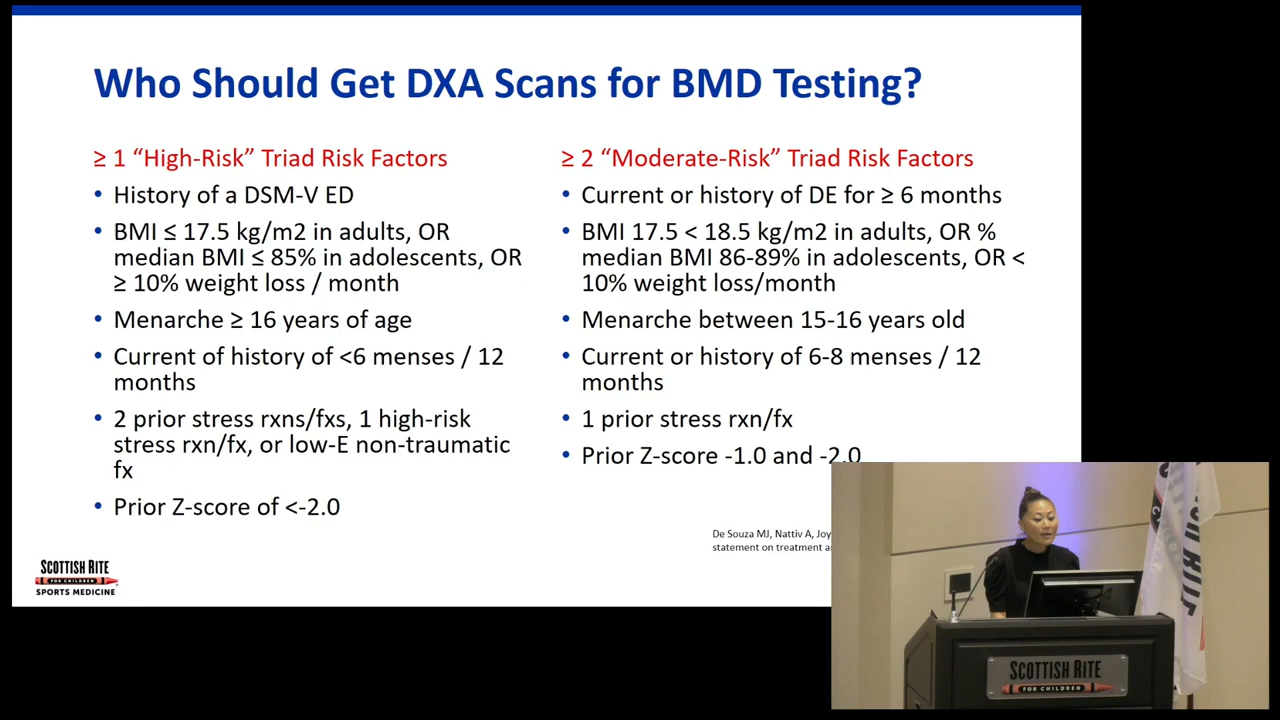 Who Should Get DXA Scans for BMD Testing?
≥ 1 “High-Risk” Triad Risk Factors
• History of a DSM-V ED
• BMI ≤ 17.5 kg/m2 in adults, OR
median BMI ≤ 85% in adolescents, OR
≥ 10% weight loss / month
• Menarche ≥ 16 years of age
• Current of history of <6 menses / 12
months
• 2 prior stress rxns/fxs, 1 high-risk
stress rxn/fx, or low-E non-traumatic
fx
• Prior Z-score of <-2.0
≥ 2 “Moderate-Risk” Triad Risk Factors
• Current or history of DE for ≥ 6 months
• BMI 17.5 < 18.5 kg/m2 in adults, OR %
median BMI 86-89% in adolescents, OR <
10% weight loss/month
• Menarche between 15-16 years old
• Current or history of 6-8 menses / 12
months
• 1 prior stress rxn/fx
• Prior Z-score -1.0 and -2.0
De Souza MJ, Nattiv A, Joy
statement on treatment
SCOTTISH RITE
FOR CHILDREN
SPORTS MEDICINE
SCOTTISH RITE
FOR CHILDREN